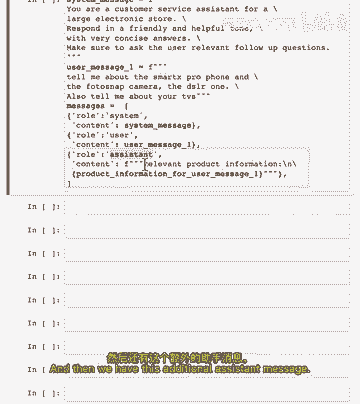 You are a customer service assistant for a \
large electronic store. \
Respond in a friendly and helpful tone, \
with very concise answers. \
Make sure to ask the user relevant follow up questions.
"""
user_message_1 = f"""
tell me about the smartx pro phone and \
the fotosnap camera, the dslr one. \
Also tell me about your tvs"""
messages = [
{'role':'system',
'content': system_message},
{'role':'user',
'content': user_message_1},
{'role':'assistant',
'content': f"""Relevant product information:\n\
{product_information_for_user_message_1}"""},
]
In [ ]:
In [ ]:
In [ ]:
In [ ]:
In [ ]:
In [ ]:
In [ ]:
然后还有这个额外的助手消息。
And then we have this additional assistant message.
In [ ]:
In [ ]: